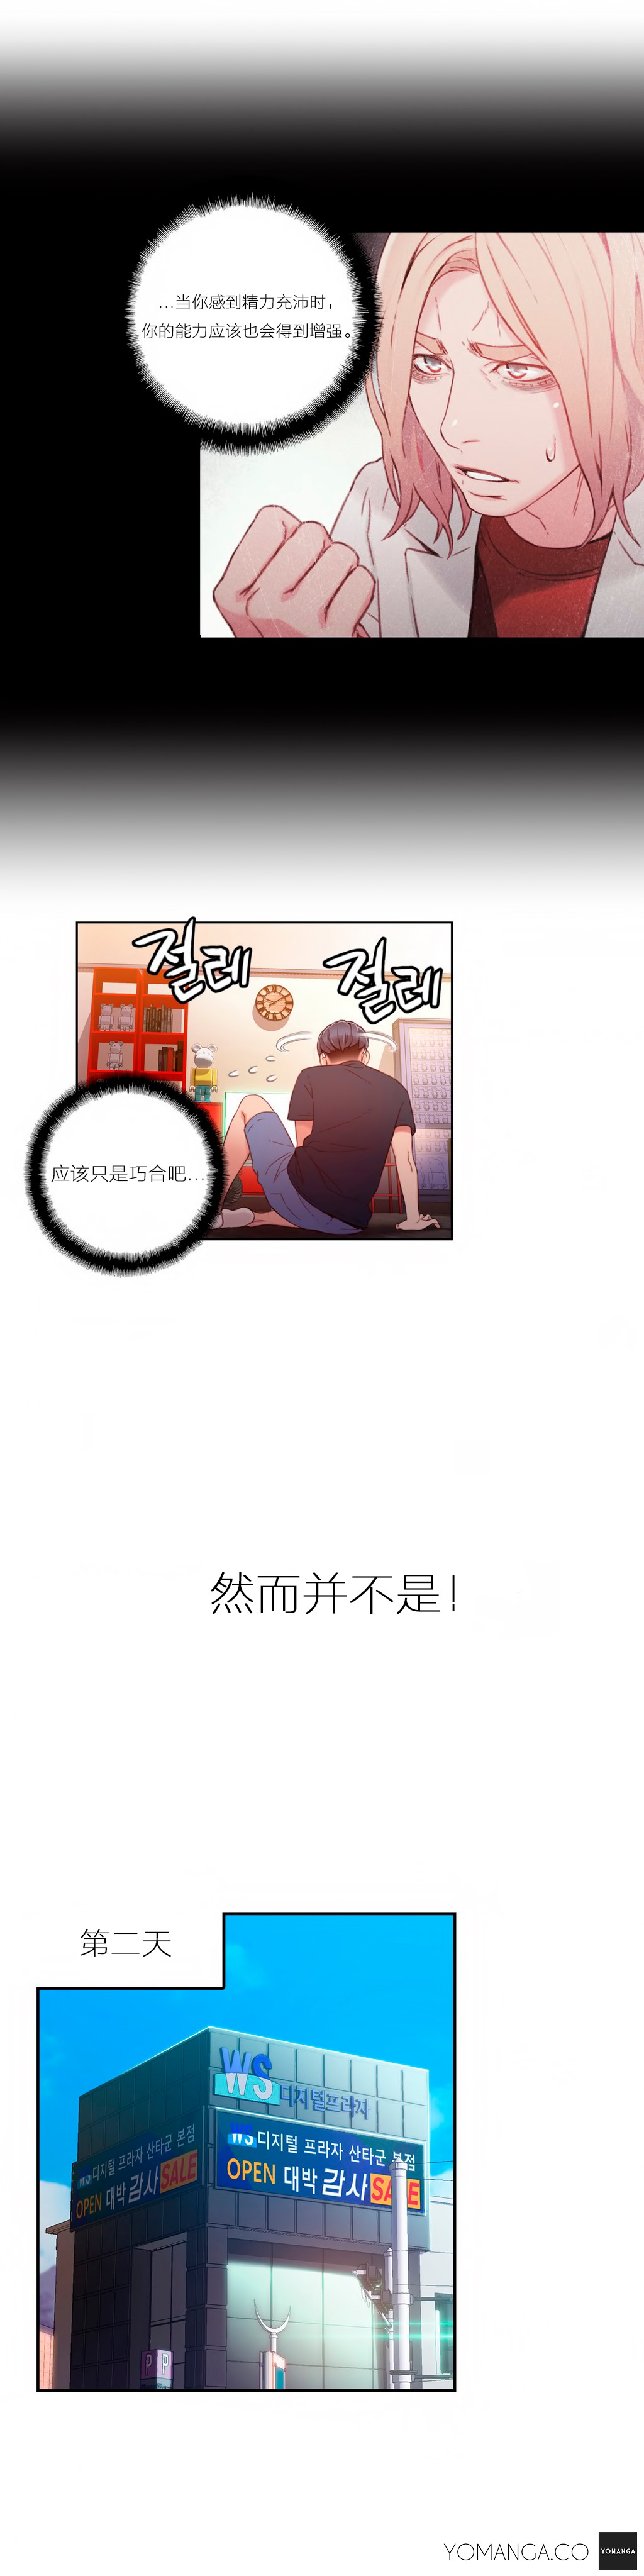 ...当你感到精力充沛时，
你的能力应该也会得到增强。
절레
절레
应该只是巧合吧...
然而并不是！
第二天
WS 디지털프라자
WS 디지털 프라자 산타군 본점
OPEN 대박 감사 SALE
WS 디지털 프라자 산타군 본점
OPEN 대박 감사 SALE
P P
YOMANGA.CO
YOMANGA